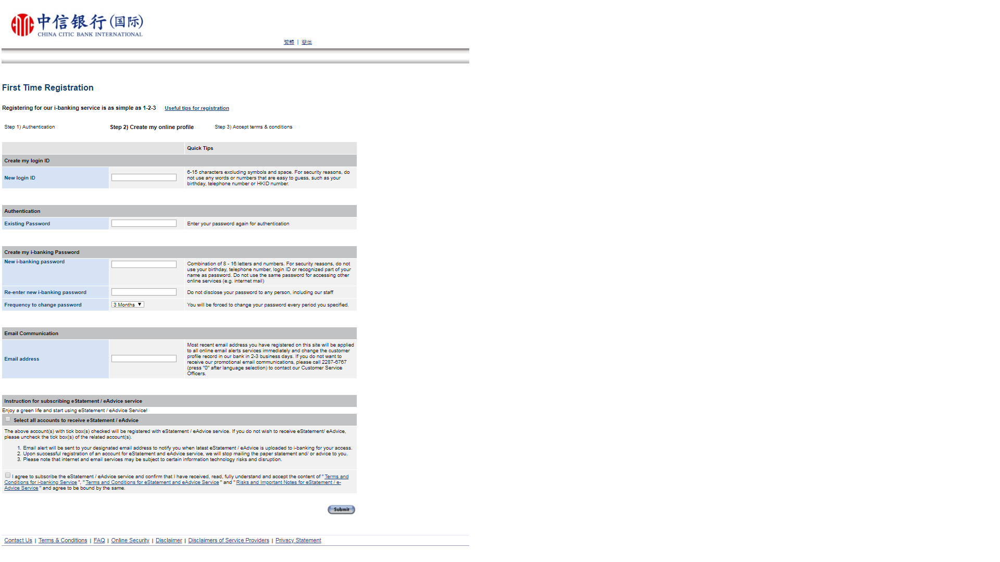 中信银行(国际)
CHINA CITIC BANK INTERNATIONAL
繁體 | 簡体
First Time Registration
Registering for our i-banking service is as simple as 1-2-3 Useful tips for registration
Step 1) Authentication Step 2) Create my online profile Step 3) Accept terms & conditions
Quick Tips
Create my login ID
New login ID
6-15 characters excluding symbols and space. For security reasons, do
not use any words or numbers that are easy to guess, such as your
birthday, telephone number or HKID number.
Authentication
Existing Password Enter your password again for authentication
Create my i-banking Password
New i-banking password
Combination of 8 - 16 letters and numbers. For security reasons, do not
use your birthday, telephone number, login ID or recognized part of your
name as password. Do not use the same password for accessing other
online services (e.g. internet mail)
Re-enter new i-banking password Do not disclose your password to any person, including our staff
Frequency to change password 3 Months ▼ You will be forced to change your password every period you specified.
Email Communication
Email address
Most recent email address you have registered on this site will be applied
to all online email alerts services immediately and change the customer
profile record in our bank in 2-3 business days. If you do not want to
receive our promotional email communications, please call 2287-6767
(press "0" after language selection) to contact our Customer Service
Officers.
Instruction for subscribing eStatement / eAdvice service
Enjoy a green life and start using eStatement / eAdvice Service!
Select all accounts to receive eStatement / eAdvice
The above account(s) with tick box(s) checked will be registered with eStatement / eAdvice service. If you do not wish to receive eStatement/ eAdvice,
please uncheck the tick box(s) of the related account(s).
1. Email alert will be sent to your designated email address to notify you when latest eStatement / eAdvice is uploaded to i-banking for your access.
2. Upon successful registration of an account for eStatement and eAdvice service, we will stop mailing the paper statement and/ or advice to you.
3. Please note that internet and email services may be subject to certain information technology risks and disruption.
I agree to subscribe the eStatement / eAdvice service and confirm that I have received, read, fully understand and accept the content of " Terms and
Conditions for i-banking Service ", " Terms and Conditions for eStatement and eAdvice Service " and " Risks and Important Notes for eStatement / e-
Advice Service " and agree to be bound by the same.
Submit
Contact Us | Terms & Conditions | FAQ | Online Security | Disclaimer | Disclaimers of Service Providers | Privacy Statement